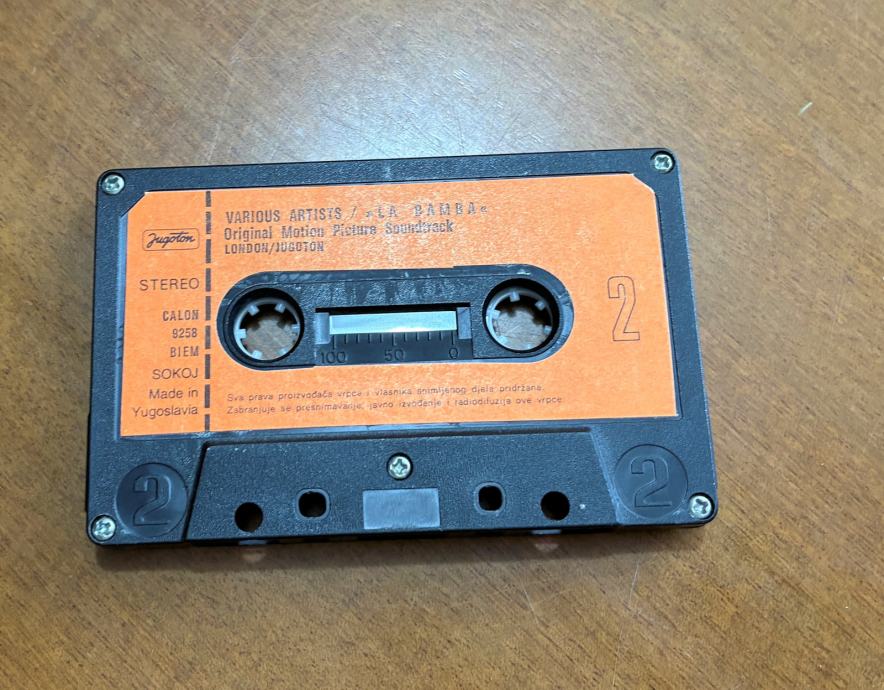 VARIOUS ARTISTS / »LA BAMBA«
Original Motion Picture Soundtrack
LONDON/JUGOTON
Jugoton
STEREO
CALON
9258
BIEM
SOKOJ
Made in
Yugoslavia
2
100 50 0
Sva prava proizvođača vrpce i vlasnika snimljenog djela pridržana.
Zabranjuje se presnimavanje, javno izvođenje i radiodifuzija ove vrpce.
2
2